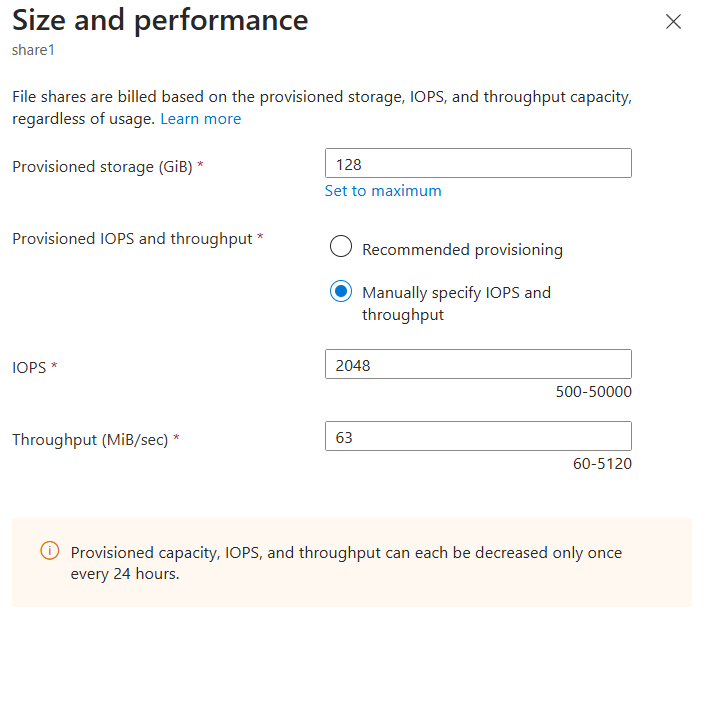 Size and performance
share1
File shares are billed based on the provisioned storage, IOPS, and throughput capacity,
regardless of usage. Learn more
Provisioned storage (GiB) *
128
Set to maximum
Provisioned IOPS and throughput *
Recommended provisioning
Manually specify IOPS and
throughput
IOPS *
2048
500-50000
Throughput (MiB/sec) *
63
60-5120
Provisioned capacity, IOPS, and throughput can each be decreased only once
every 24 hours.